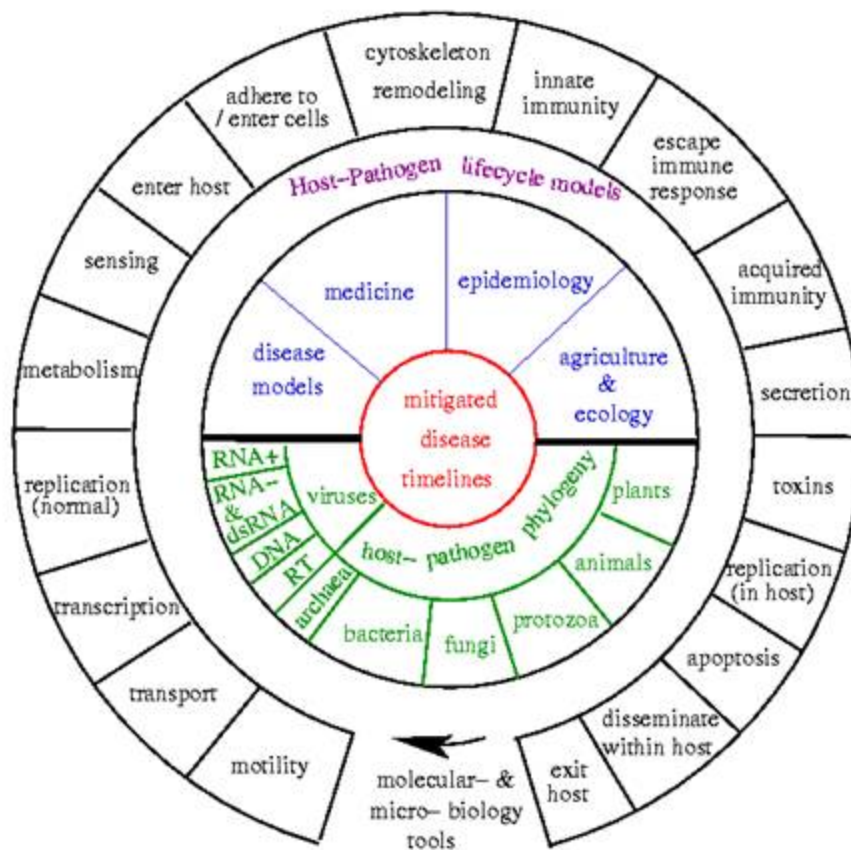 cytoskeleton
remodeling
innate
immunity
adhere to
/ enter cells
escape
immune
response
enter host
Host-Pathogen lifecycle models
sensing
acquired
immunity
medicine
epidemiology
metabolism
disease
models
agriculture
&
ecology
secretion
mitigated
disease
timelines
replication
(normal)
RNA+
RNA-
&
dsRNA
DNA
RT
viruses
archaea
host- pathogen phylogeny
plants
animals
protozoa
fungi
bacteria
toxins
replication
(in host)
transcription
apoptosis
transport
disseminate
within host
motility
exit
host
molecular- &
micro- biology
tools